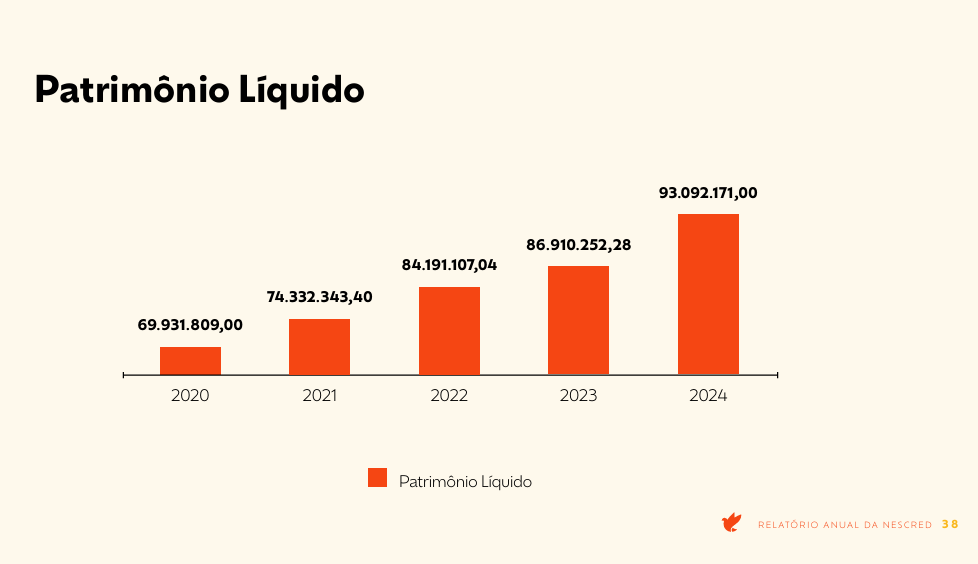 Patrimônio Líquido
93.092.171,00
86.910.252,28
84.191.107,04
74.332.343,40
69.931.809,00
2020 2021 2022 2023 2024
Patrimônio Líquido
RELATÓRIO ANUAL DA NESCRED 38